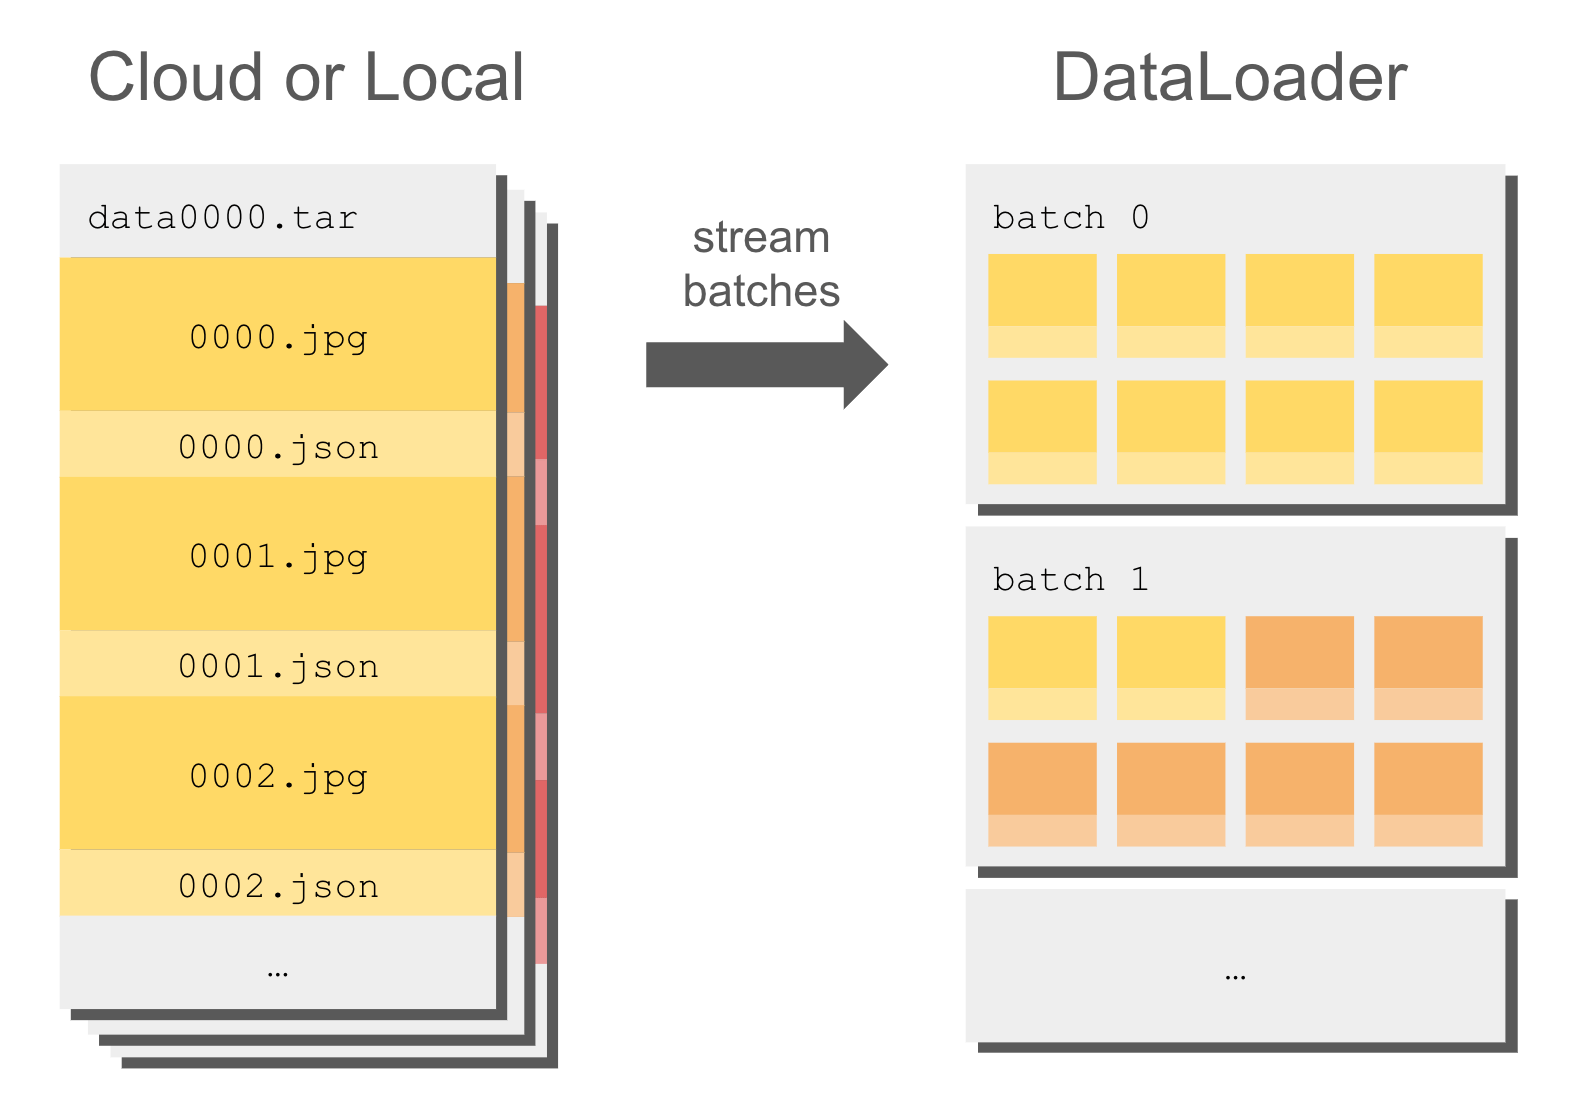 Cloud or Local
data0000.tar
0000.jpg
0000.json
0001.jpg
0001.json
0002.jpg
0002.json
…
stream
batches
DataLoader
batch 0
batch 1
…